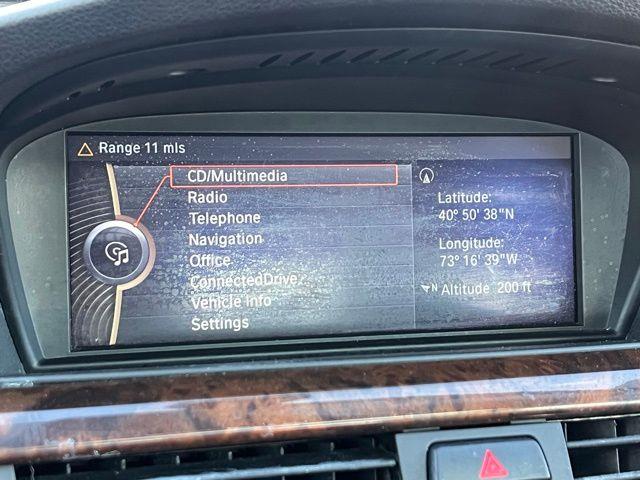 Range 11 mls
CD/Multimedia
Radio
Telephone
Navigation
Office
ConnectedDrive
Vehicle Info
Settings
Latitude:
40° 50' 38"N
Longitude:
73° 16' 39"W
N Altitude 200 ft